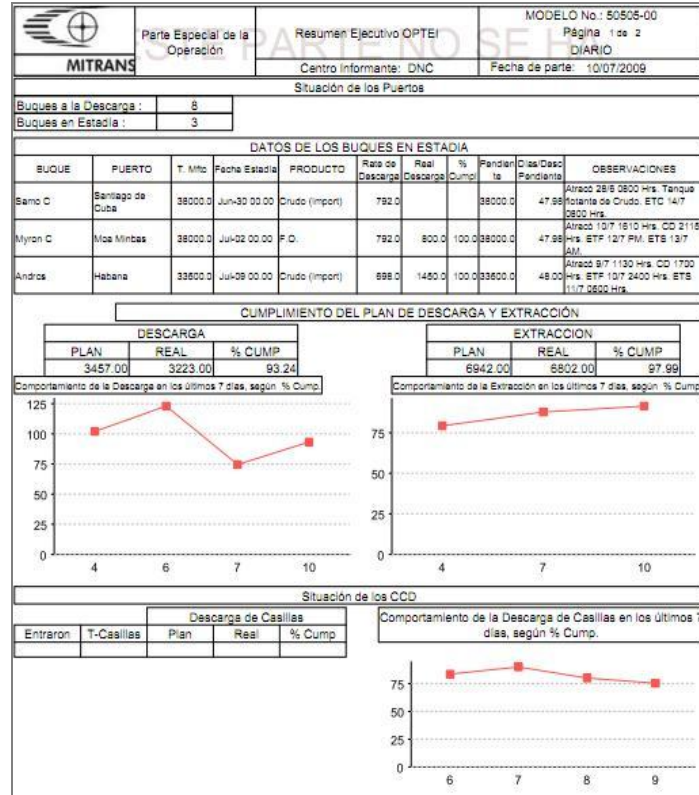 ESTE PARTE NO SE HA
MITRANS
Parte Especial de la Operación
Resumen Ejecutivo OPTEI
Centro Informante: DNC
MODELO No.: 50505-00
Página 1 de 2
DIARIO
Fecha de parte: 10/07/2009
Situación de los Puertos
Buques a la Descarga : 8
Buques en Estadía : 3
DATOS DE LOS BUQUES EN ESTADIA
BUQUE PUERTO T. Mfto Fecha Estadia PRODUCTO Rate de Descarga Real Descarga % Cumpl Pendiente Dias/Desc Pendiente OBSERVACIONES
Samo C Santiago de Cuba 38000.0 Jun-30 00.00 Crudo (Import) 792.0 38000.0 47.98 Atracó 28/6 0800 Hrs. Tanque flotante de Crudo. ETC 14/7 0800 Hrs.
Myron C Moa Minbas 38000.0 Jul-02 00.00 F.O. 792.0 800.0 100.0 38000.0 47.98 Atracó 10/7 1610 Hrs. CD 2115 Hrs. ETF 12/7 PM. ETS 13/7 AM.
Andros Habana 33600.0 Jul-09 00.00 Crudo (Import) 698.0 1450.0 100.0 33600.0 48.00 Atracó 9/7 1130 Hrs. CD 1700 Hrs. ETF 10/7 2400 Hrs. ETS 11/7 0600 Hrs.
CUMPLIMIENTO DEL PLAN DE DESCARGA Y EXTRACCIÓN
DESCARGA
PLAN REAL % CUMP
3457.00 3223.00 93.24
Comportamiento de la Descarga en los últimos 7 días, según % Cump.
125
100
75
50
25
0
4 6 7 10
EXTRACCION
PLAN REAL % CUMP
6942.00 6802.00 97.99
Comportamiento de la Extracción en los últimos 7 días, según % Cump
75
50
25
0
4 7 10
Situación de los CCD
Descarga de Casillas
Entraron T-Casillas Plan Real % Cump
Comportamiento de la Descarga de Casillas en los últimos 7 días, según % Cump.
75
50
25
0
6 7 8 9